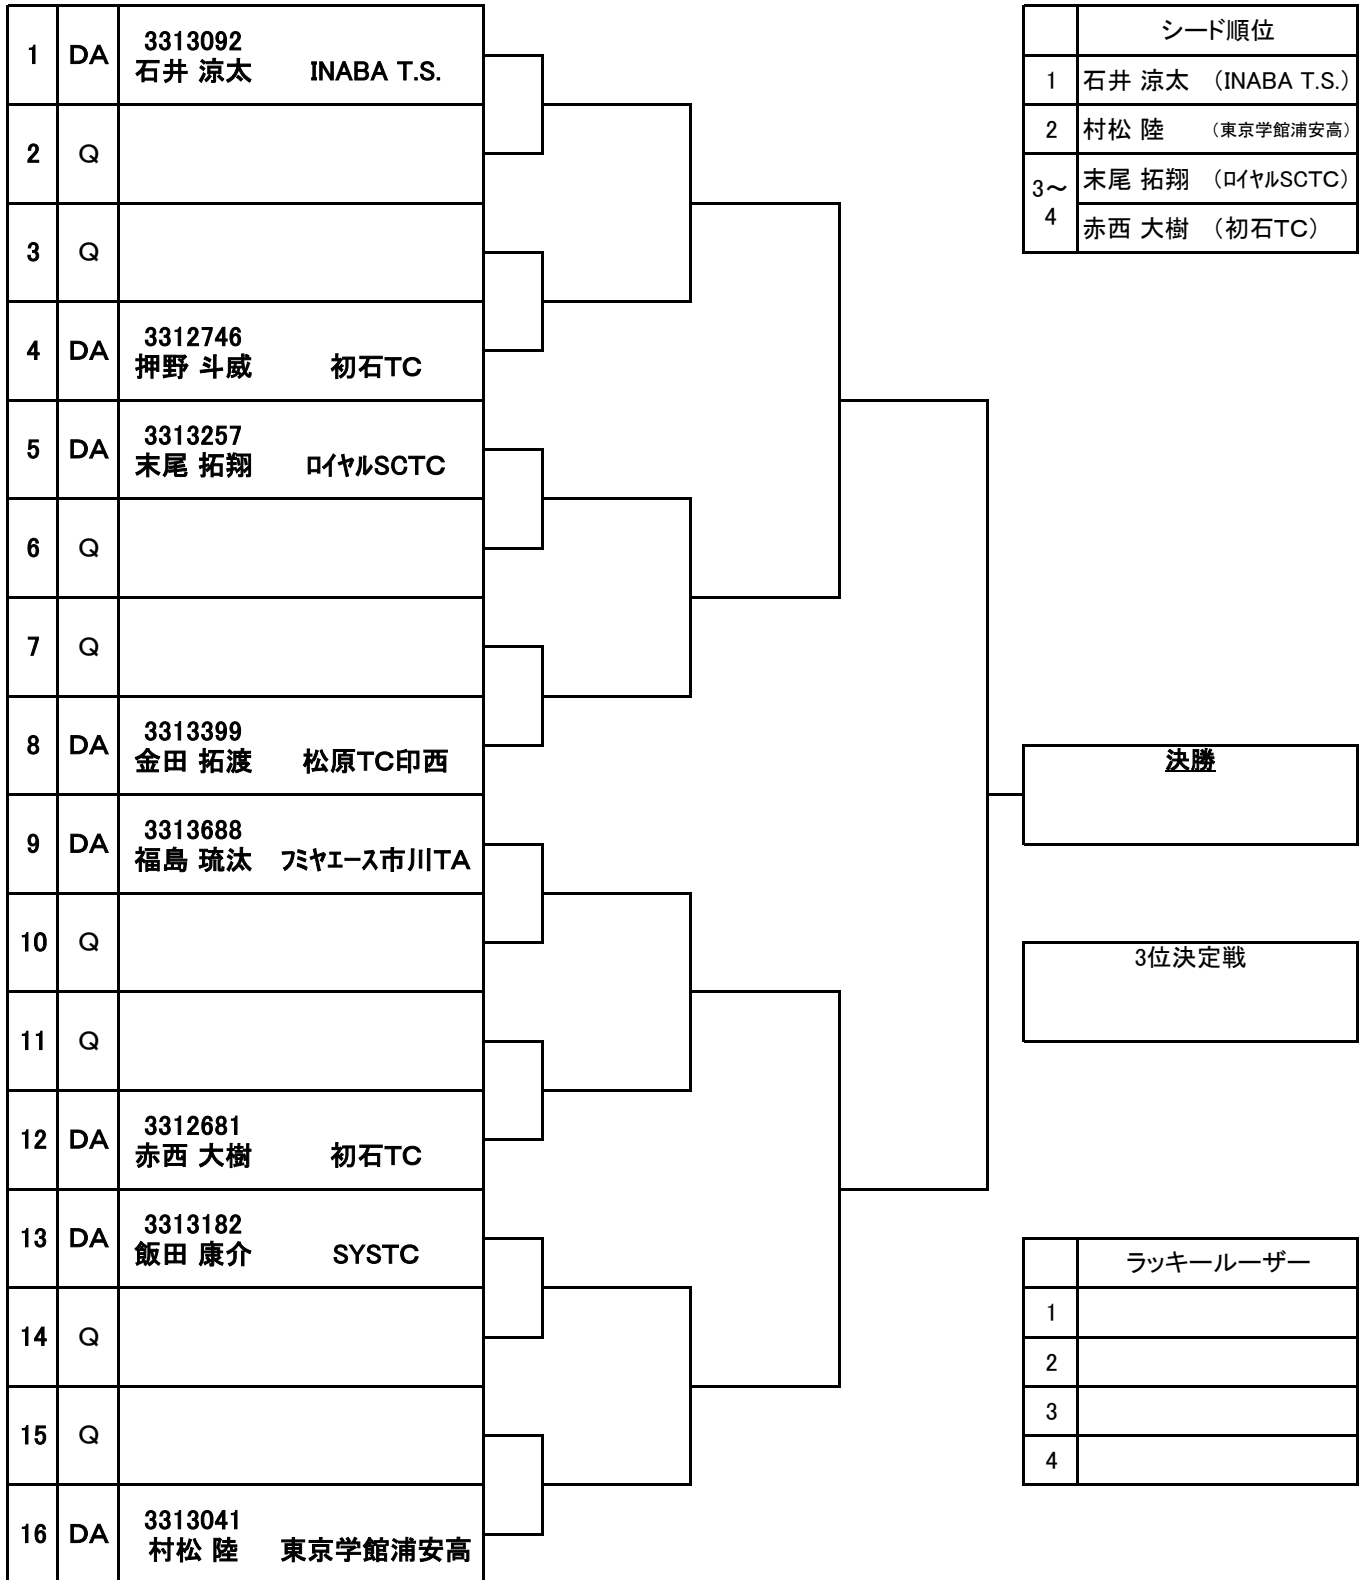 1 DA 3313092
石井 涼太 INABA T.S.
2 Q
3 Q
4 DA 3312746
押野 斗威 初石TC
5 DA 3313257
末尾 拓翔 ロイヤルSCTC
6 Q
7 Q
8 DA 3313399
金田 拓渡 松原TC印西
9 DA 3313688
福島 琉汰 フミヤエース市川TA
10 Q
11 Q
12 DA 3312681
赤西 大樹 初石TC
13 DA 3313182
飯田 康介 SYSTC
14 Q
15 Q
16 DA 3313041
村松 陸 東京学館浦安高
シード順位
1 石井 涼太 （INABA T.S.）
2 村松 陸 （東京学館浦安高）
3～4 末尾 拓翔 （ロイヤルSCTC）
赤西 大樹 （初石TC）
決勝
3位決定戦
ラッキールーザー
1
2
3
4